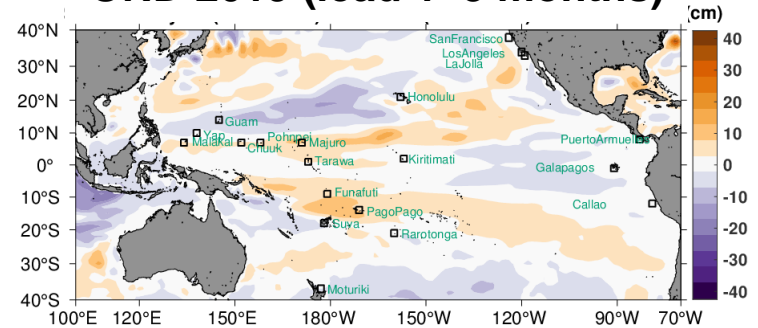 (cm)
40°N
30°N
20°N
10°N
0°
10°S
20°S
30°S
40°S
SanFrancisco
LosAngeles
LaJolla
Honolulu
Guam
Yap
Malakal
Chuuk
Pohnpei
Majuro
Tarawa
Kiritimati
PuertoArmuelles
Galapagos
Callao
Funafuti
PagoPago
Suva
Rarotonga
Moturiki
100°E 120°E 150°E 180°W 150°W 120°W 90°W 70°W
40
30
20
10
0
-10
-20
-30
-40